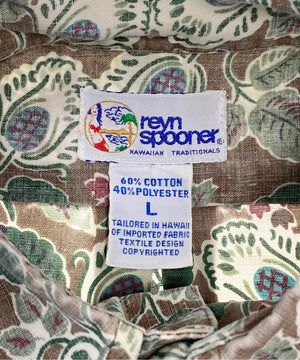 reyn
spooner®
HAWAIIAN TRADITIONALS
60% COTTON
40% POLYESTER
L
TAILORED IN HAWAII
OF IMPORTED FABRIC
TEXTILE DESIGN
COPYRIGHTED